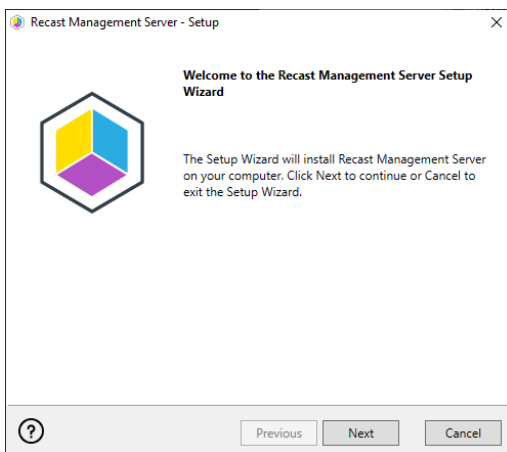 Recast Management Server - Setup
Welcome to the Recast Management Server Setup
Wizard
The Setup Wizard will install Recast Management Server
on your computer. Click Next to continue or Cancel to
exit the Setup Wizard.
?
Previous Next Cancel